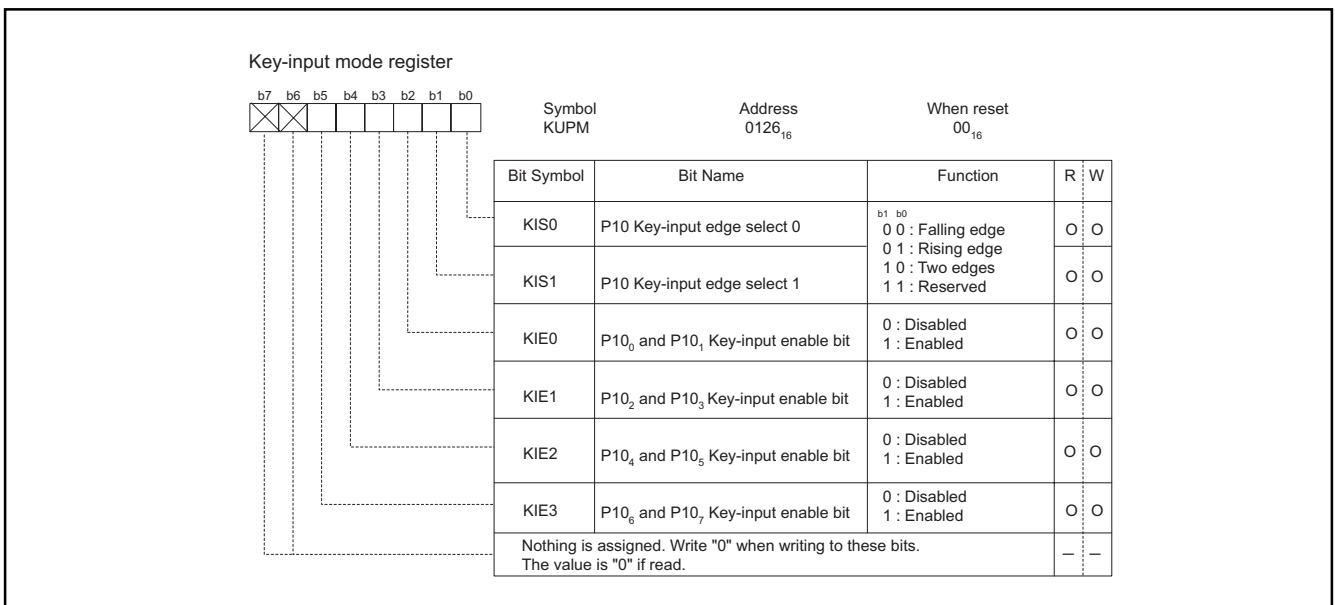 Key-input mode register
b7 b6 b5 b4 b3 b2 b1 b0
Symbol Address When reset
KUPM 0126₁₆ 00₁₆
Bit Symbol Bit Name Function R W
KIS0 P10 Key-input edge select 0 O O
b1 b0
0 0 : Falling edge
0 1 : Rising edge
1 0 : Two edges
1 1 : Reserved
KIS1 P10 Key-input edge select 1 O O
KIE0 P10₀ and P10₁ Key-input enable bit O O
0 : Disabled
1 : Enabled
KIE1 P10₂ and P10₃ Key-input enable bit O O
0 : Disabled
1 : Enabled
KIE2 P10₄ and P10₅ Key-input enable bit O O
0 : Disabled
1 : Enabled
KIE3 P10₆ and P10₇ Key-input enable bit O O
0 : Disabled
1 : Enabled
Nothing is assigned. Write "0" when writing to these bits. – –
The value is "0" if read.